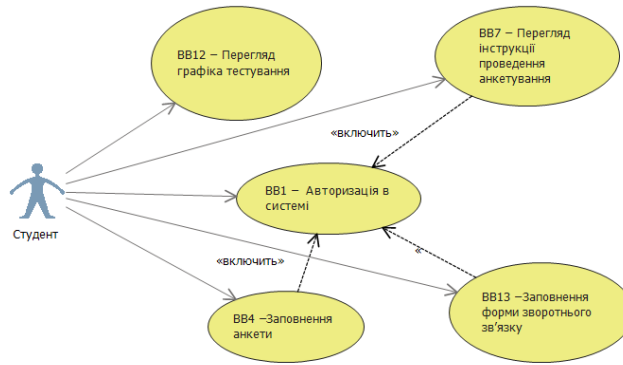 ВВ12 – Перегляд
графіка тестування
ВВ7 – Перегляд
інструкції
проведення
анкетування
«включить»
ВВ1 – Авторизація в
системі
Студент
«включить»
«
ВВ4 –Заповнення
анкети
ВВ13 –Заповнення
форми зворотнього
зв’язку